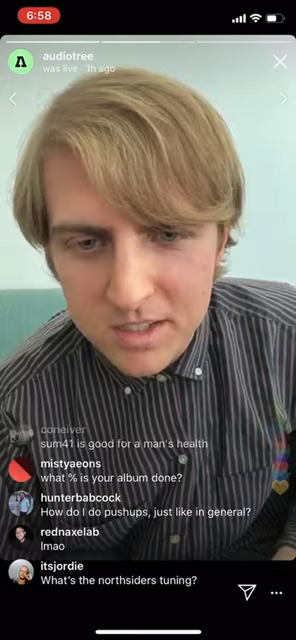 6:58
audiotree
was live · 1h ago
coneiver
sum41 is good for a man's health
mistyaeons
what % is your album done?
hunterbabcock
How do I do pushups, just like in general?
rednaxelab
lmao
itsjordie
What's the northsiders tuning?